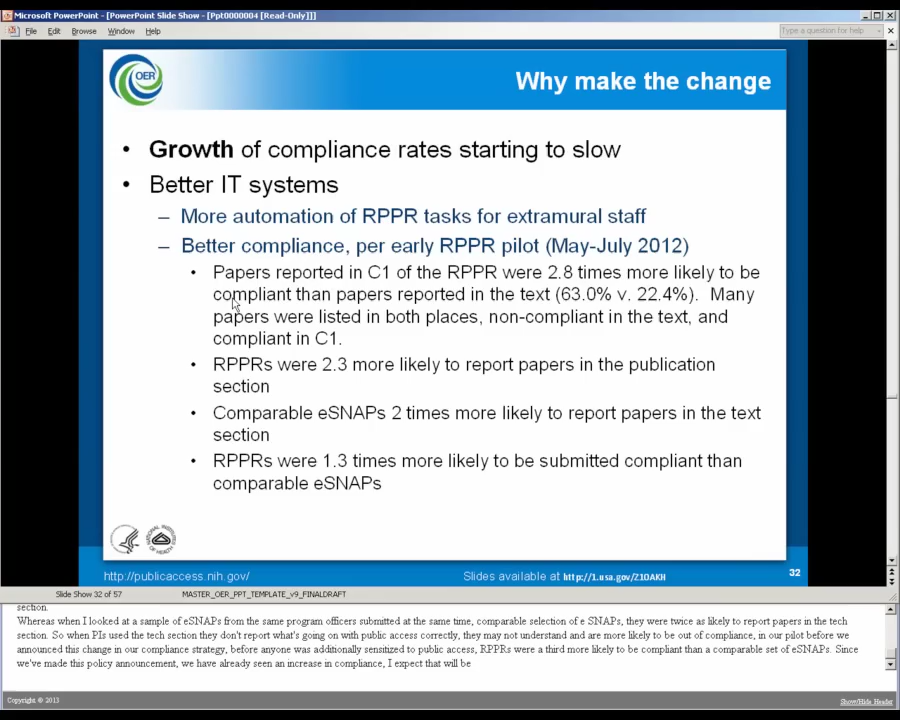 Microsoft PowerPoint - [PowerPoint Slide Show - [Ppt0000004 [Read-Only]]]
File Edit Browse Window Help
Type a question for help
OER
Why make the change
• Growth of compliance rates starting to slow
• Better IT systems
– More automation of RPPR tasks for extramural staff
– Better compliance, per early RPPR pilot (May-July 2012)
• Papers reported in C1 of the RPPR were 2.8 times more likely to be
compliant than papers reported in the text (63.0% v. 22.4%). Many
papers were listed in both places, non-compliant in the text, and
compliant in C1.
• RPPRs were 2.3 more likely to report papers in the publication
section
• Comparable eSNAPs 2 times more likely to report papers in the text
section
• RPPRs were 1.3 times more likely to be submitted compliant than
comparable eSNAPs
http://publicaccess.nih.gov/
Slides available at http://1.usa.gov/Z1OAKH
32
Slide Show 32 of 57 MASTER_OER_PPT_TEMPLATE_v9_FINALDRAFT
section.
Whereas when I looked at a sample of eSNAPs from the same program officers submitted at the same time, comparable selection of e SNAPs, they were twice as likely to report papers in the tech
section. So when PIs used the tech section they don't report what's going on with public access correctly, they may not understand and are more likely to be out of compliance, in our pilot before we
announced this change in our compliance strategy, before anyone was additionally sensitized to public access, RPPRs were a third more likely to be compliant than a comparable set of eSNAPs. Since
we've made this policy announcement, we have already seen an increase in compliance, I expect that will be
Copyright © 2013
Show/Hide Header